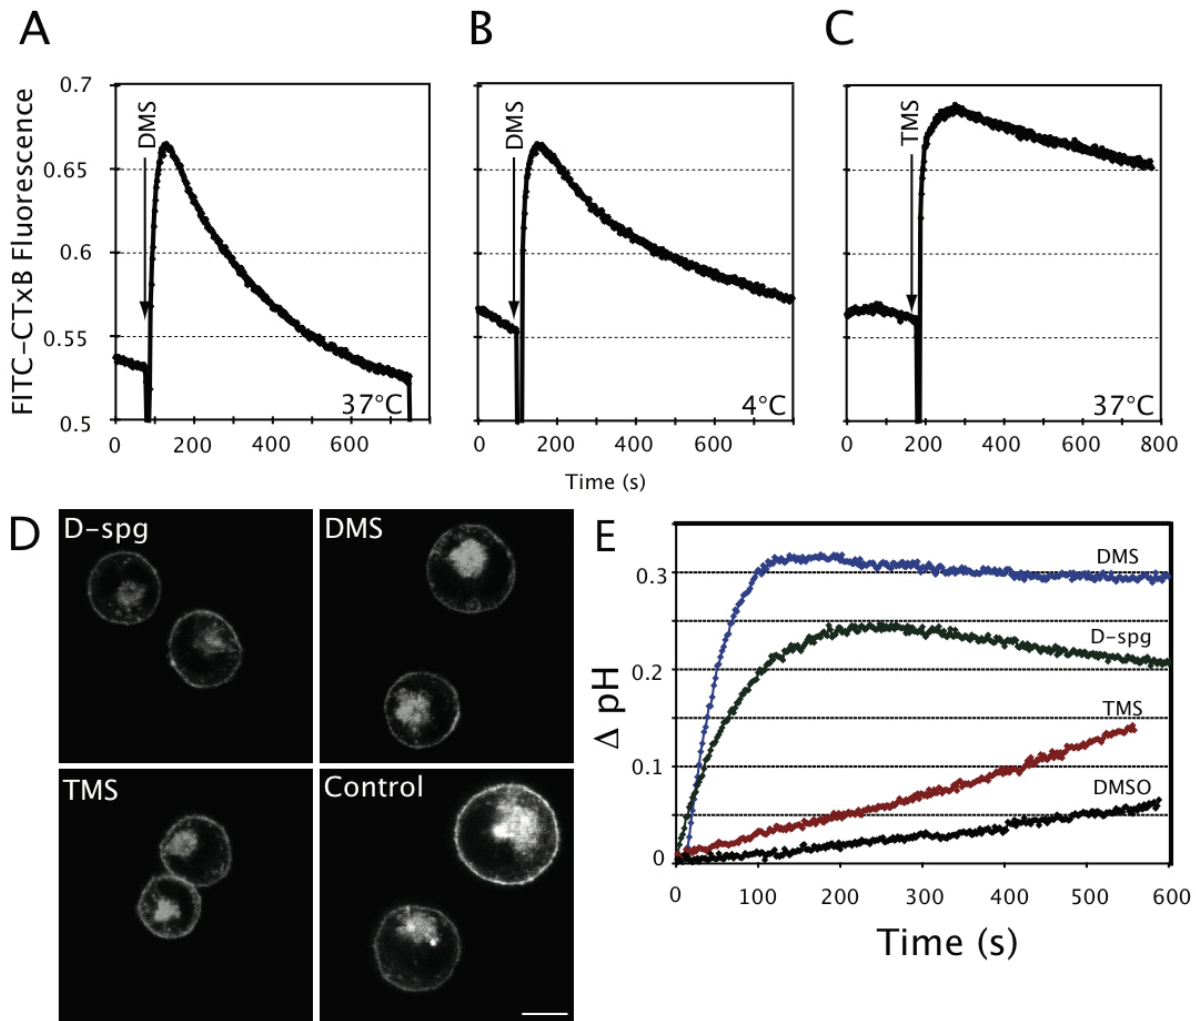 A
B
C
FITC-CTxB Fluorescence
0.7
0.65
0.6
0.55
0.5
DMS
37°C
0
200
400
600
DMS
4°C
0
200
400
600
TMS
37°C
0
200
400
600
800
Time (s)
D
D-spg
DMS
TMS
Control
E
Δ pH
0.3
0.2
0.1
0
DMS
D-spg
TMS
DMSO
0
100
200
300
400
500
600
Time (s)